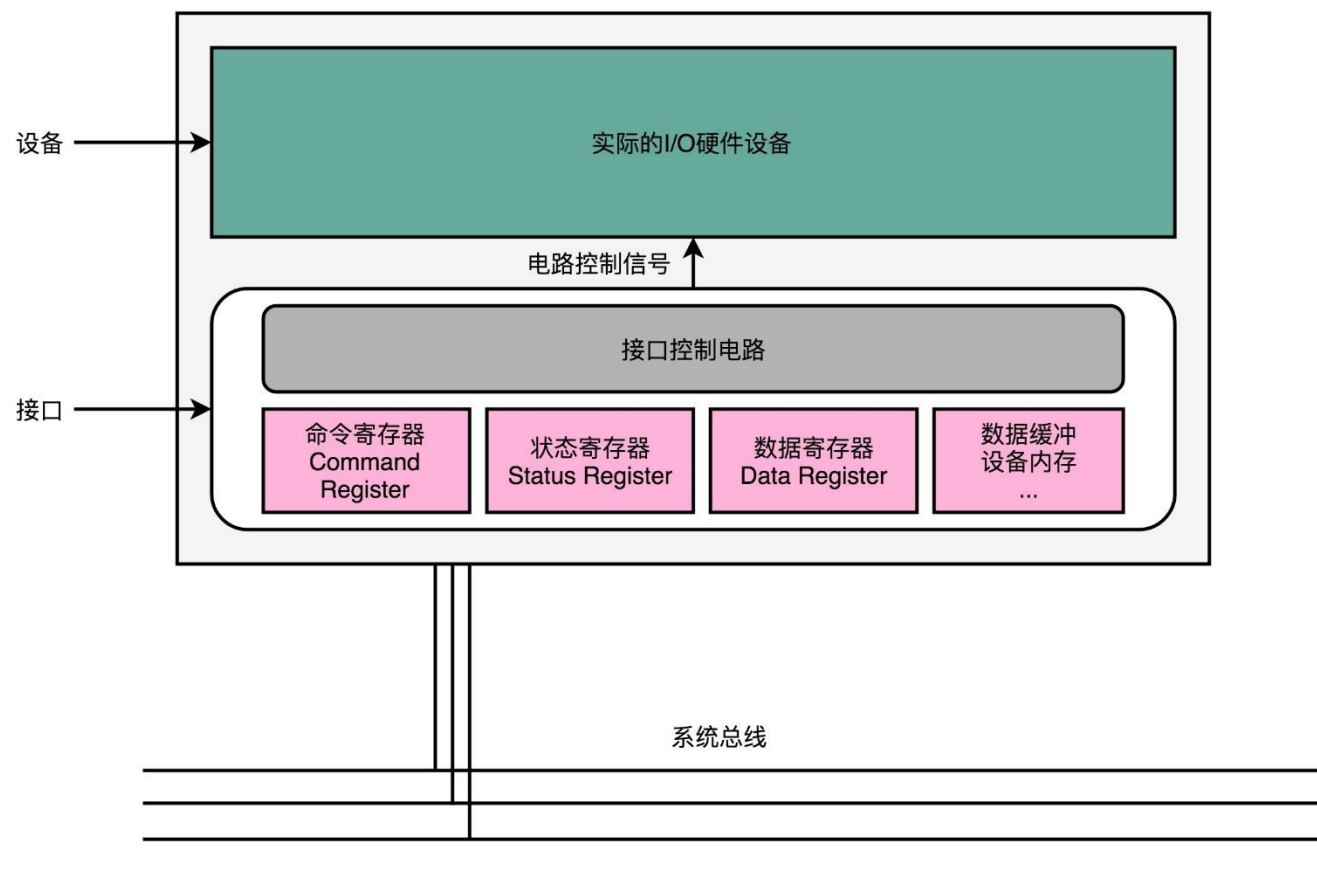 设备
实际的I/O硬件设备
电路控制信号
接口控制电路
接口
命令寄存器
Command
Register
状态寄存器
Status Register
数据寄存器
Data Register
数据缓冲
设备内存
...
系统总线